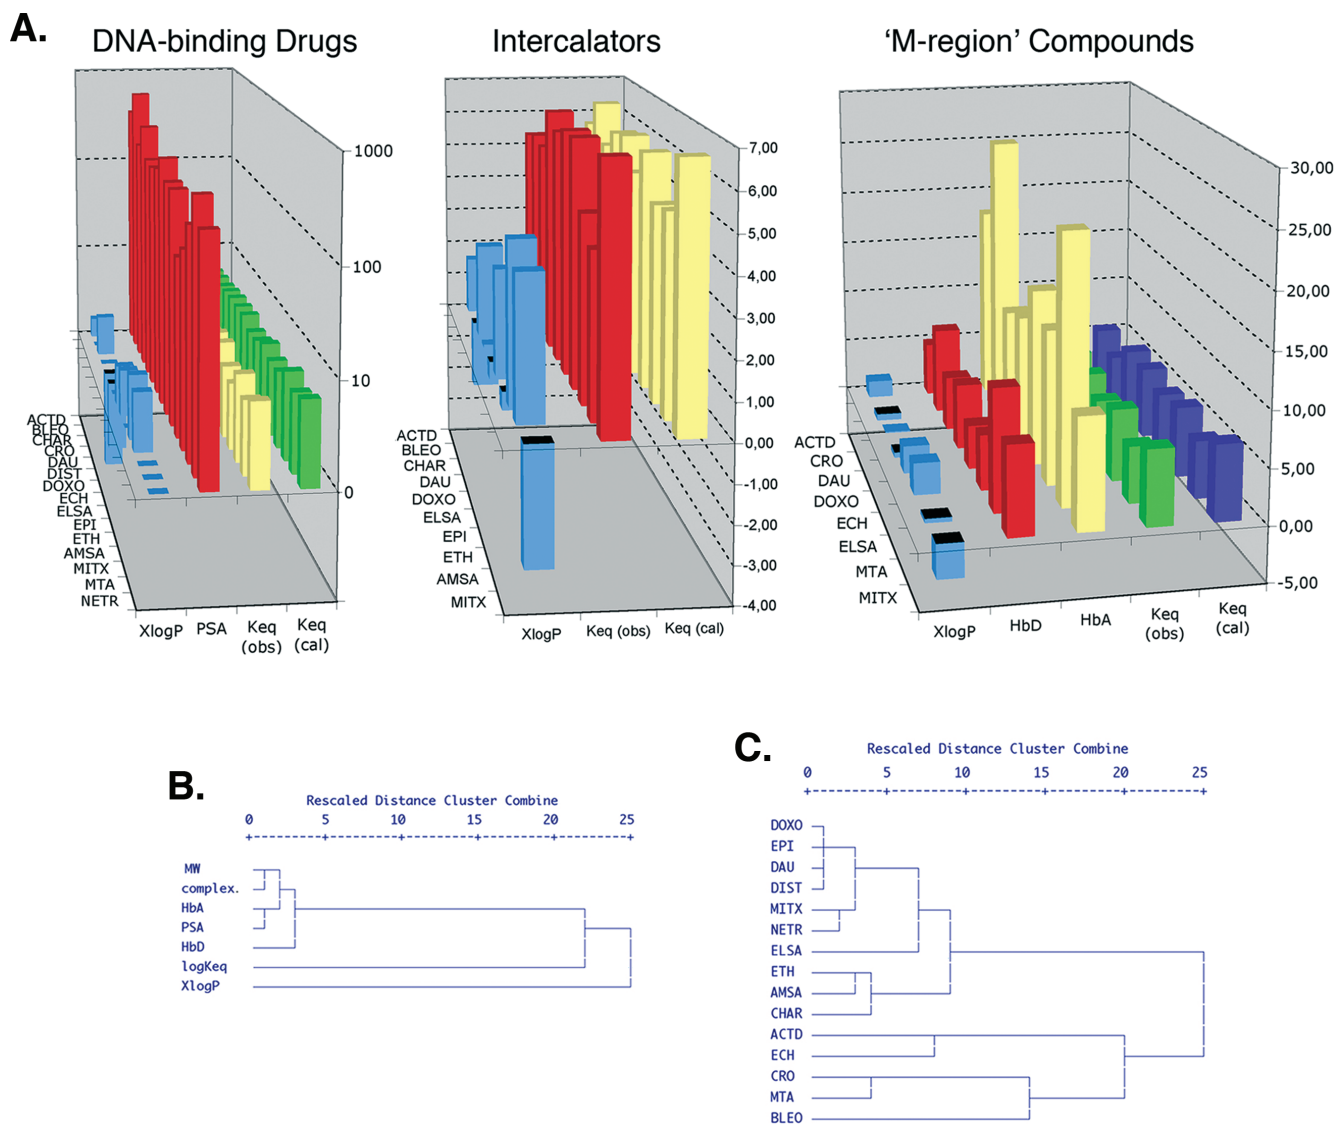 A.
DNA-binding Drugs
1000
100
10
0
ACTD
BLEO
CHAR
CRO
DAU
DIST
DOXO
ECH
ELSA
EPI
ETH
AMSA
MITX
MTA
NETR
XlogP PSA Keq (obs) Keq (cal)
Intercalators
7,00
6,00
5,00
4,00
3,00
2,00
1,00
0,00
-1,00
-2,00
-3,00
-4,00
ACTD
BLEO
CHAR
DAU
DOXO
ELSA
EPI
ETH
AMSA
MITX
XlogP Keq (obs) Keq (cal)
‘M-region’ Compounds
30,00
25,00
20,00
15,00
10,00
5,00
0,00
-5,00
ACTD
CRO
DAU
DOXO
ECH
ELSA
MTA
MITX
XlogP HbD HbA Keq (obs) Keq (cal)
B.
Rescaled Distance Cluster Combine
0 5 10 15 20 25
MW
complex.
HbA
PSA
HbD
logKeq
XlogP
C.
Rescaled Distance Cluster Combine
0 5 10 15 20 25
DOXO
EPI
DAU
DIST
MITX
NETR
ELSA
ETH
AMSA
CHAR
ACTD
ECH
CRO
MTA
BLEO